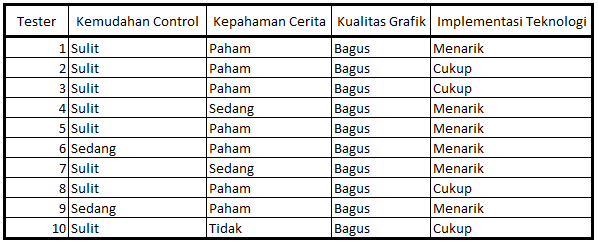 Tester Kemudahan Control Kepahaman Cerita Kualitas Grafik Implementasi Teknologi
1 Sulit Paham Bagus Menarik
2 Sulit Paham Bagus Cukup
3 Sulit Paham Bagus Cukup
4 Sulit Sedang Bagus Menarik
5 Sulit Paham Bagus Menarik
6 Sedang Paham Bagus Menarik
7 Sulit Sedang Bagus Menarik
8 Sulit Paham Bagus Cukup
9 Sedang Paham Bagus Menarik
10 Sulit Tidak Bagus Cukup